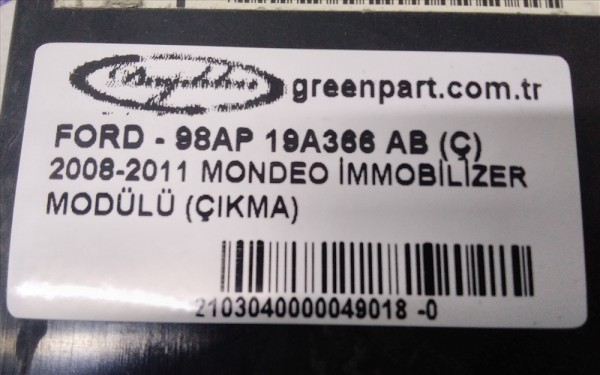 greenpart.com.tr
FORD - 98AP 19A366 AB (Ç)
2008-2011 MONDEO İMMOBİLİZER
MODÜLÜ (ÇIKMA)
2103040000049018 -0